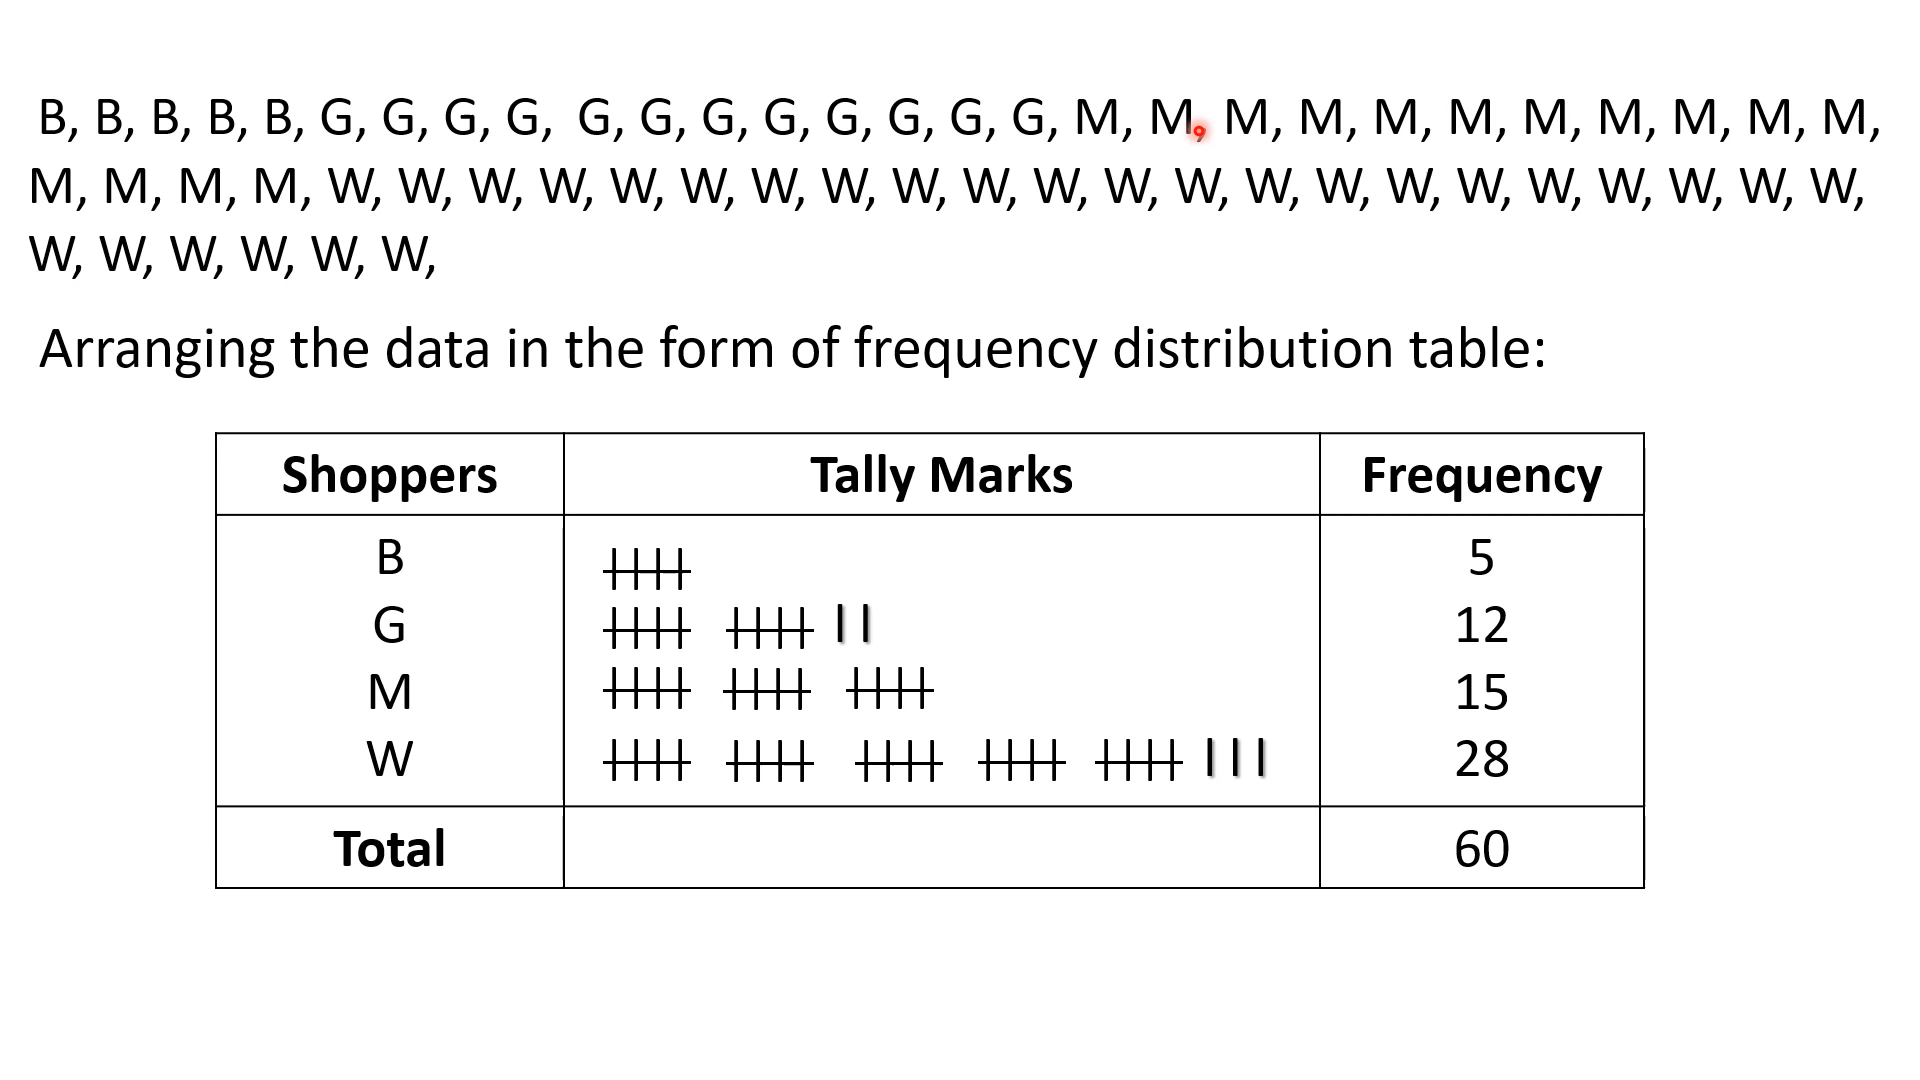 B, B, B, B, B, G, G, G, G, G, G, G, G, G, G, G, G, M, M, M, M, M, M, M, M, M, M, M,
M, M, M, M, W, W, W, W, W, W, W, W, W, W, W, W, W, W, W, W, W, W, W, W, W, W,
W, W, W, W, W, W,
Arranging the data in the form of frequency distribution table:
Shoppers Tally Marks Frequency
B 5
G 12
M 15
W 28
Total 60